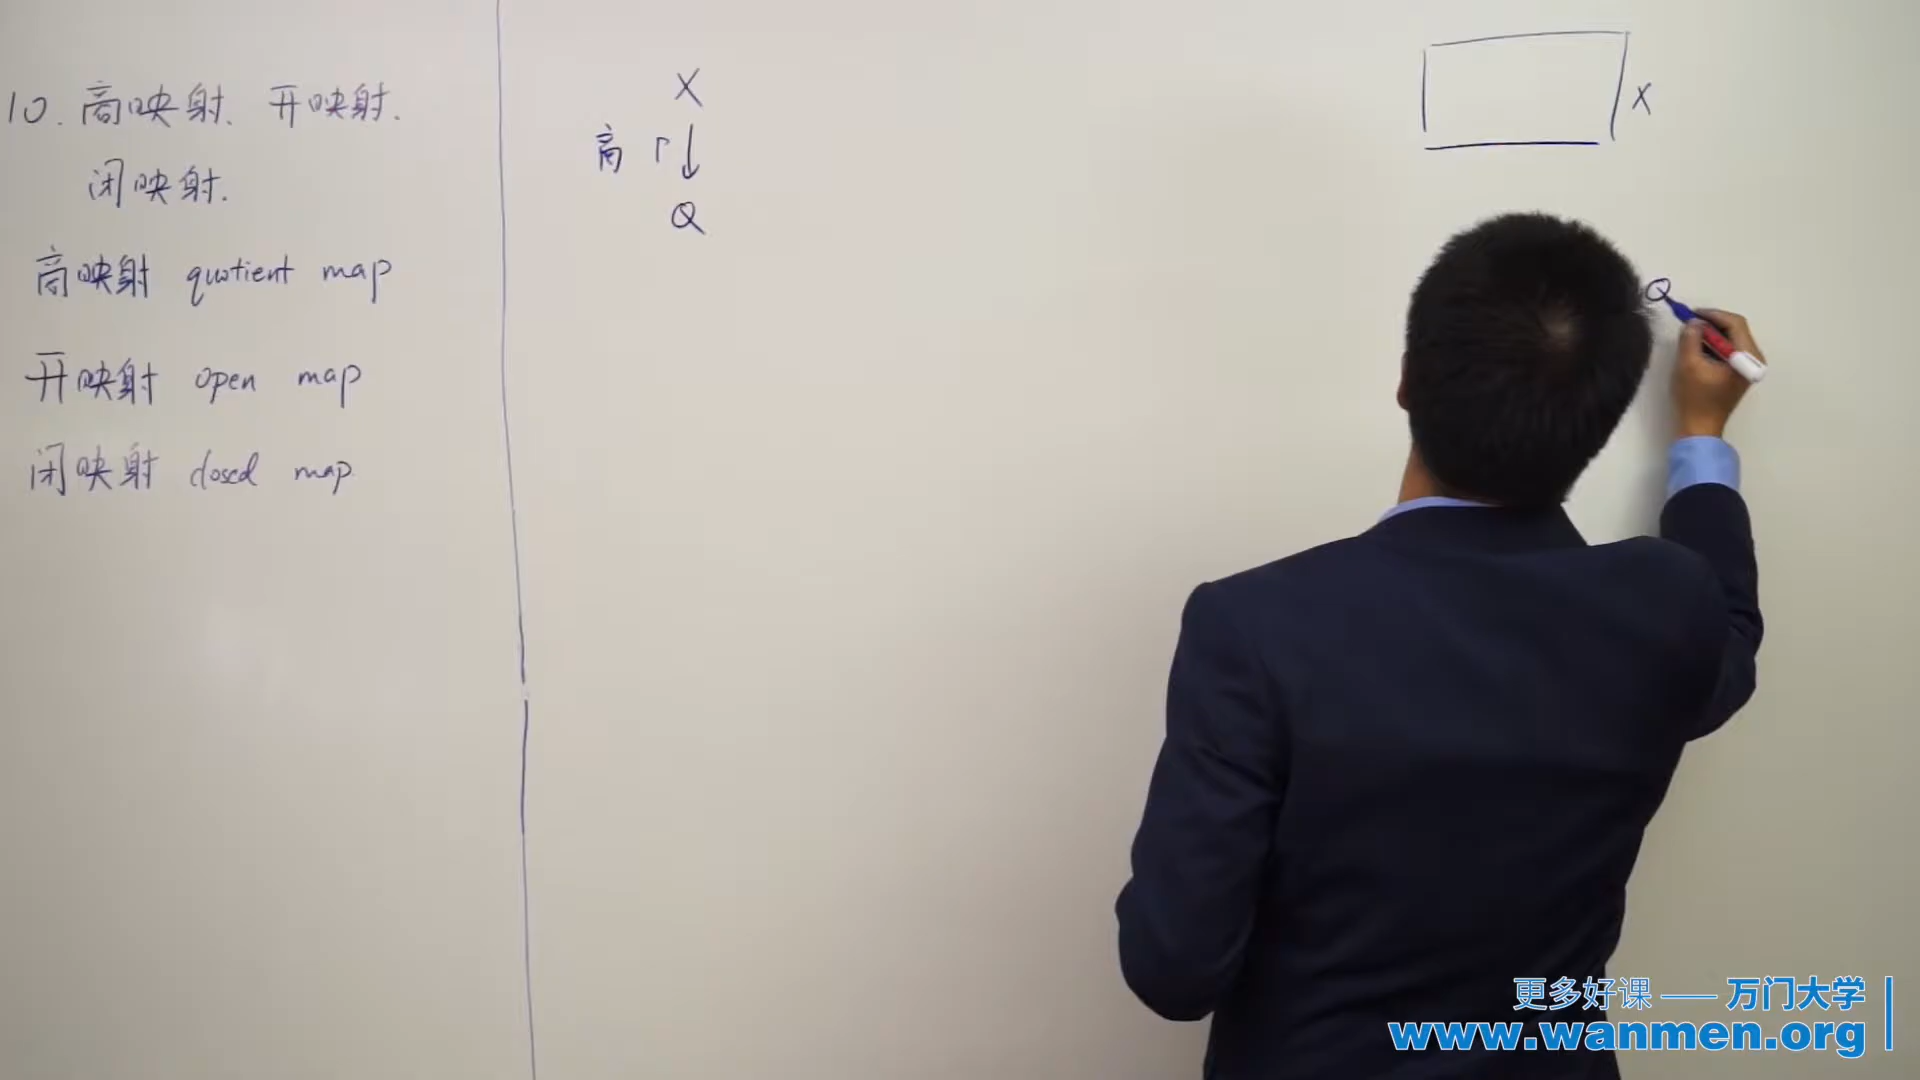 10. 商映射、开映射.
闭映射.
商映射 quotient map
开映射 open map
闭映射 closed map
X
商 r ↓
Q
X
Q
更多好课 —— 万门大学
www.wanmen.org